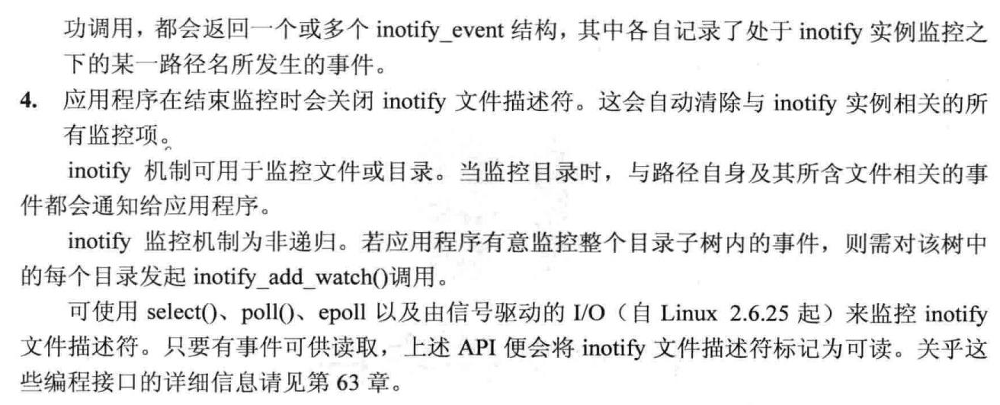 功调用，都会返回一个或多个 inotify_event 结构，其中各自记录了处于 inotify 实例监控之
下的某一路径名所发生的事件。
4. 应用程序在结束监控时会关闭 inotify 文件描述符。这会自动清除与 inotify 实例相关的所
有监控项。
inotify 机制可用于监控文件或目录。当监控目录时，与路径自身及其所含文件相关的事
件都会通知给应用程序。
inotify 监控机制为非递归。若应用程序有意监控整个目录子树内的事件，则需对该树中
的每个目录发起 inotify_add_watch()调用。
可使用 select()、poll()、epoll 以及由信号驱动的 I/O（自 Linux 2.6.25 起）来监控 inotify
文件描述符。只要有事件可供读取，上述 API 便会将 inotify 文件描述符标记为可读。关乎这
些编程接口的详细信息请见第 63 章。